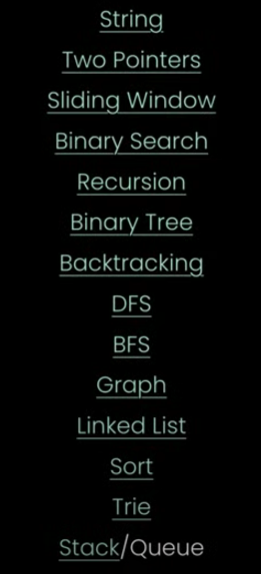 String
Two Pointers
Sliding Window
Binary Search
Recursion
Binary Tree
Backtracking
DFS
BFS
Graph
Linked List
Sort
Trie
Stack/Queue